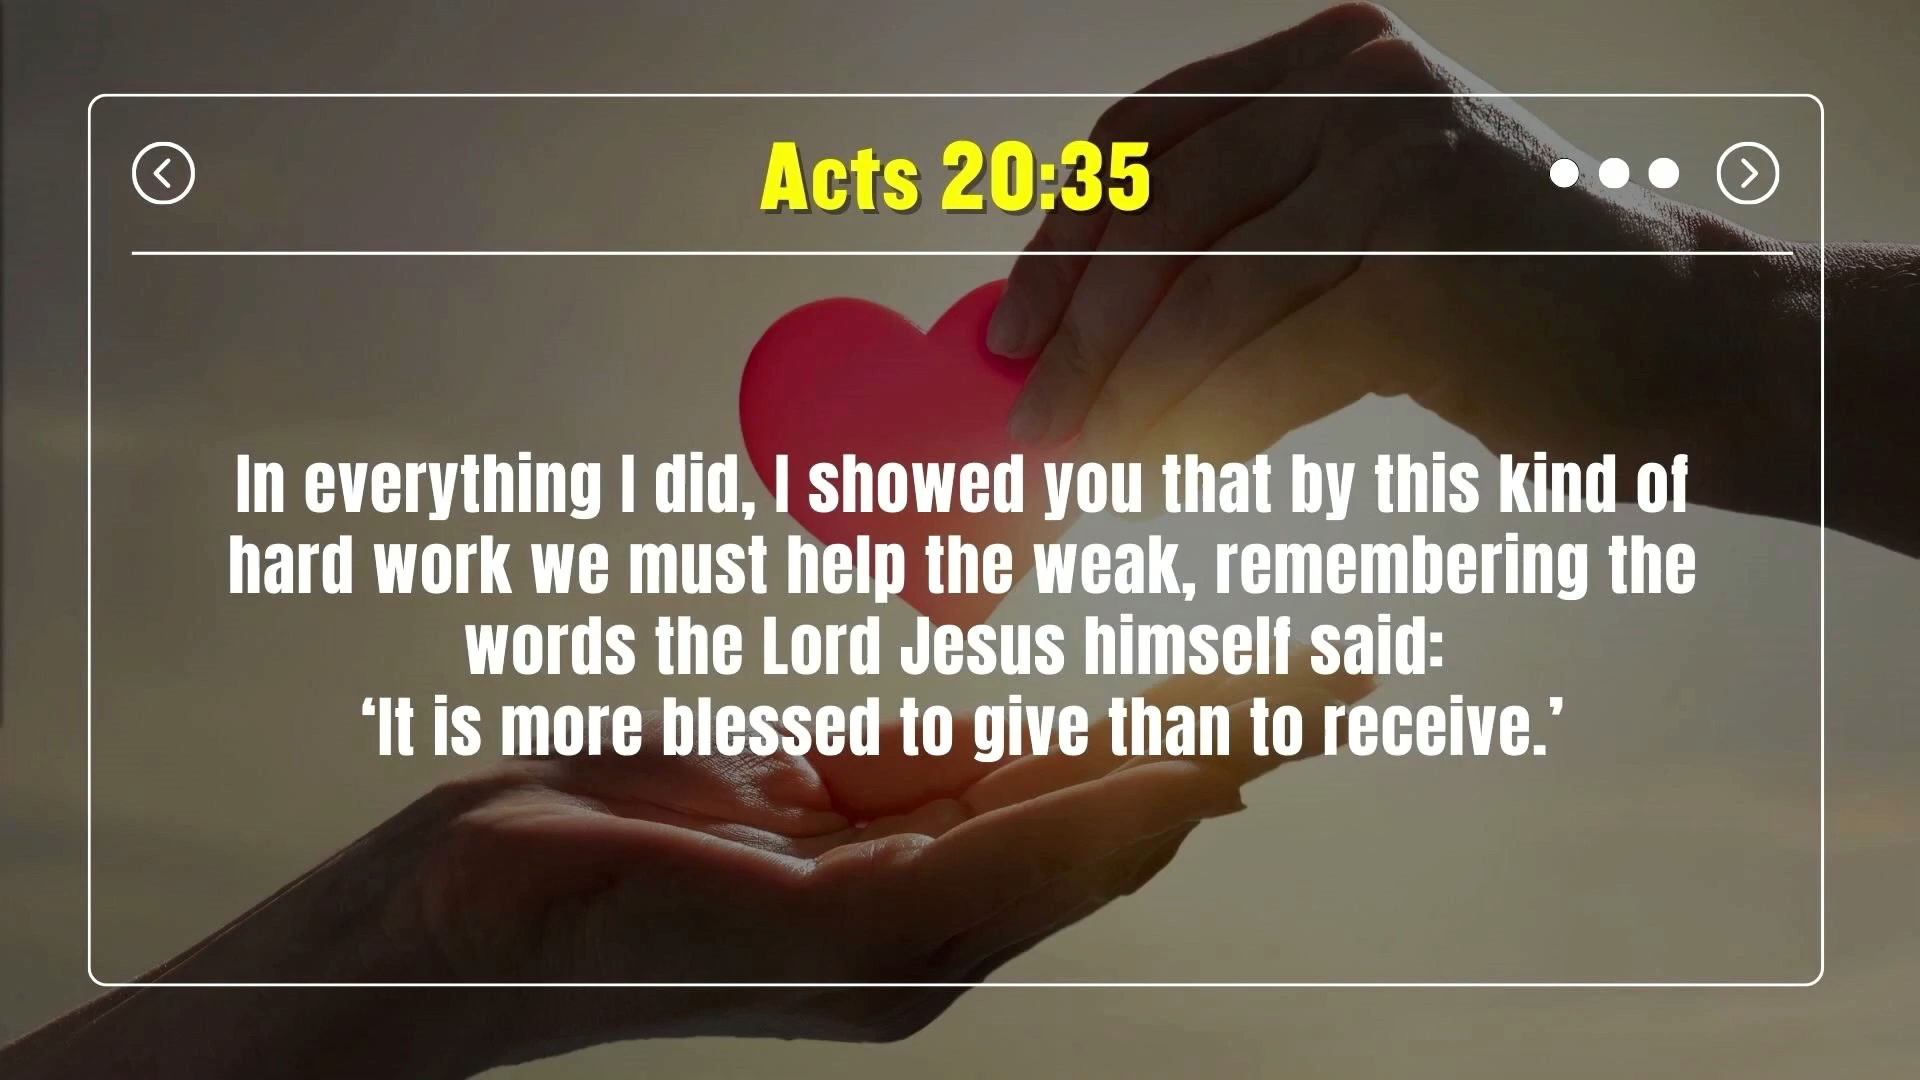 Acts 20:35
In everything I did, I showed you that by this kind of
hard work we must help the weak, remembering the
words the Lord Jesus himself said:
‘It is more blessed to give than to receive.’